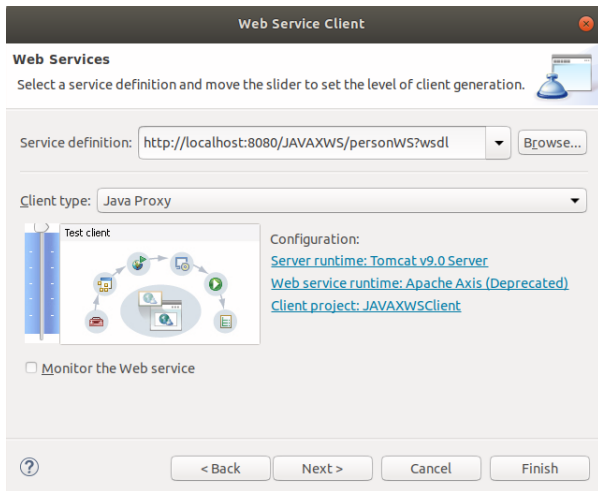 Web Service Client
Web Services
Select a service definition and move the slider to set the level of client generation.
Service definition: http://localhost:8080/JAVAXWS/personWS?wsdl Browse...
Client type: Java Proxy
Test client
Configuration:
Server runtime: Tomcat v9.0 Server
Web service runtime: Apache Axis (Deprecated)
Client project: JAVAXWSClient
Monitor the Web service
? < Back Next > Cancel Finish